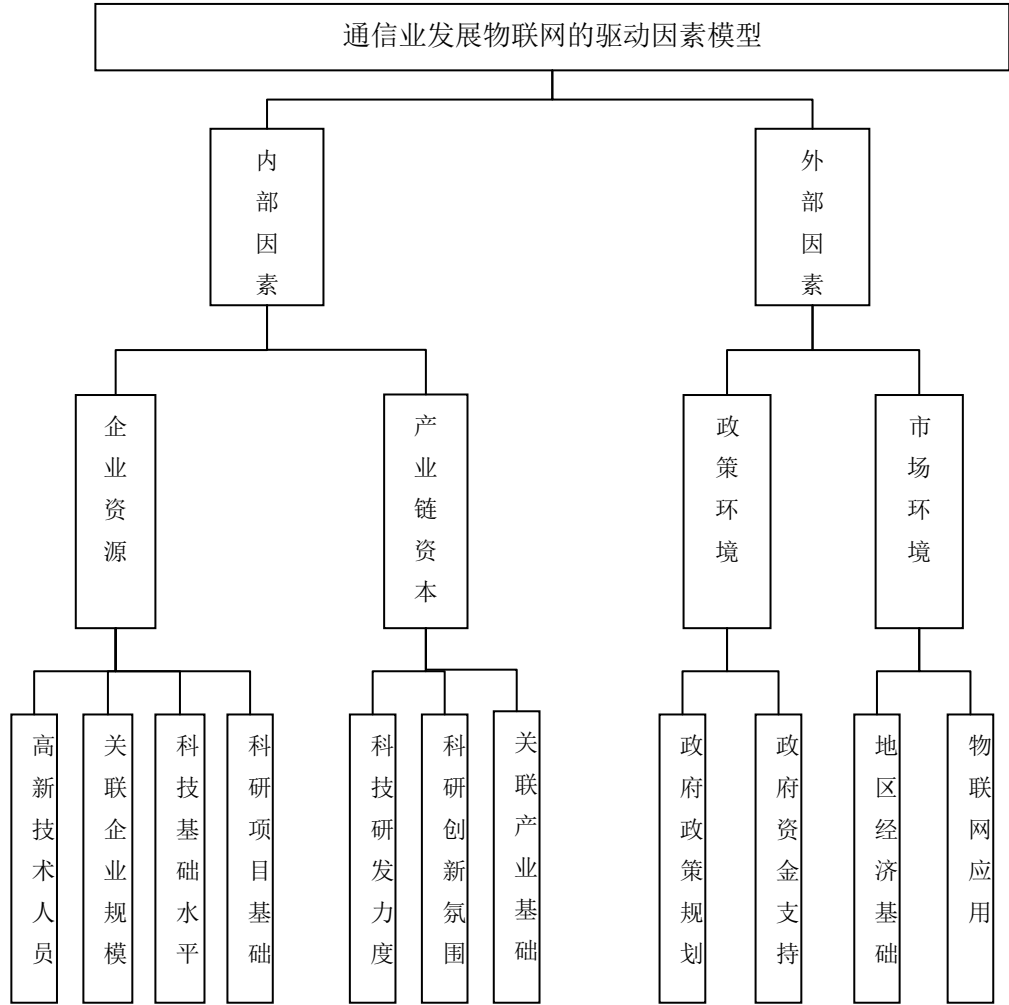 通信业发展物联网的驱动因素模型
内部因素
外部因素
企业资源
产业链资本
政策环境
市场环境
高新技术人员
关联企业规模
科技基础水平
科研项目基础
科技研发力度
科研创新氛围
关联产业基础
政府政策规划
政府资金支持
地区经济基础
物联网应用